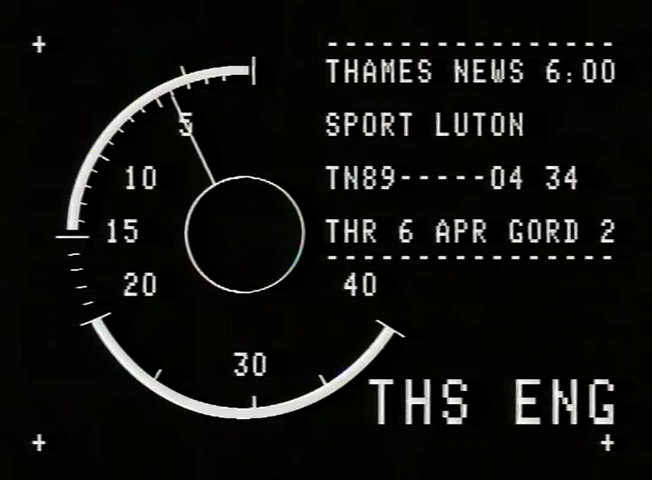 THAMES NEWS 6:00
SPORT LUTON
TN89-----04 34
THR 6 APR GORD 2
5
10
15
20
30
40
THS ENG